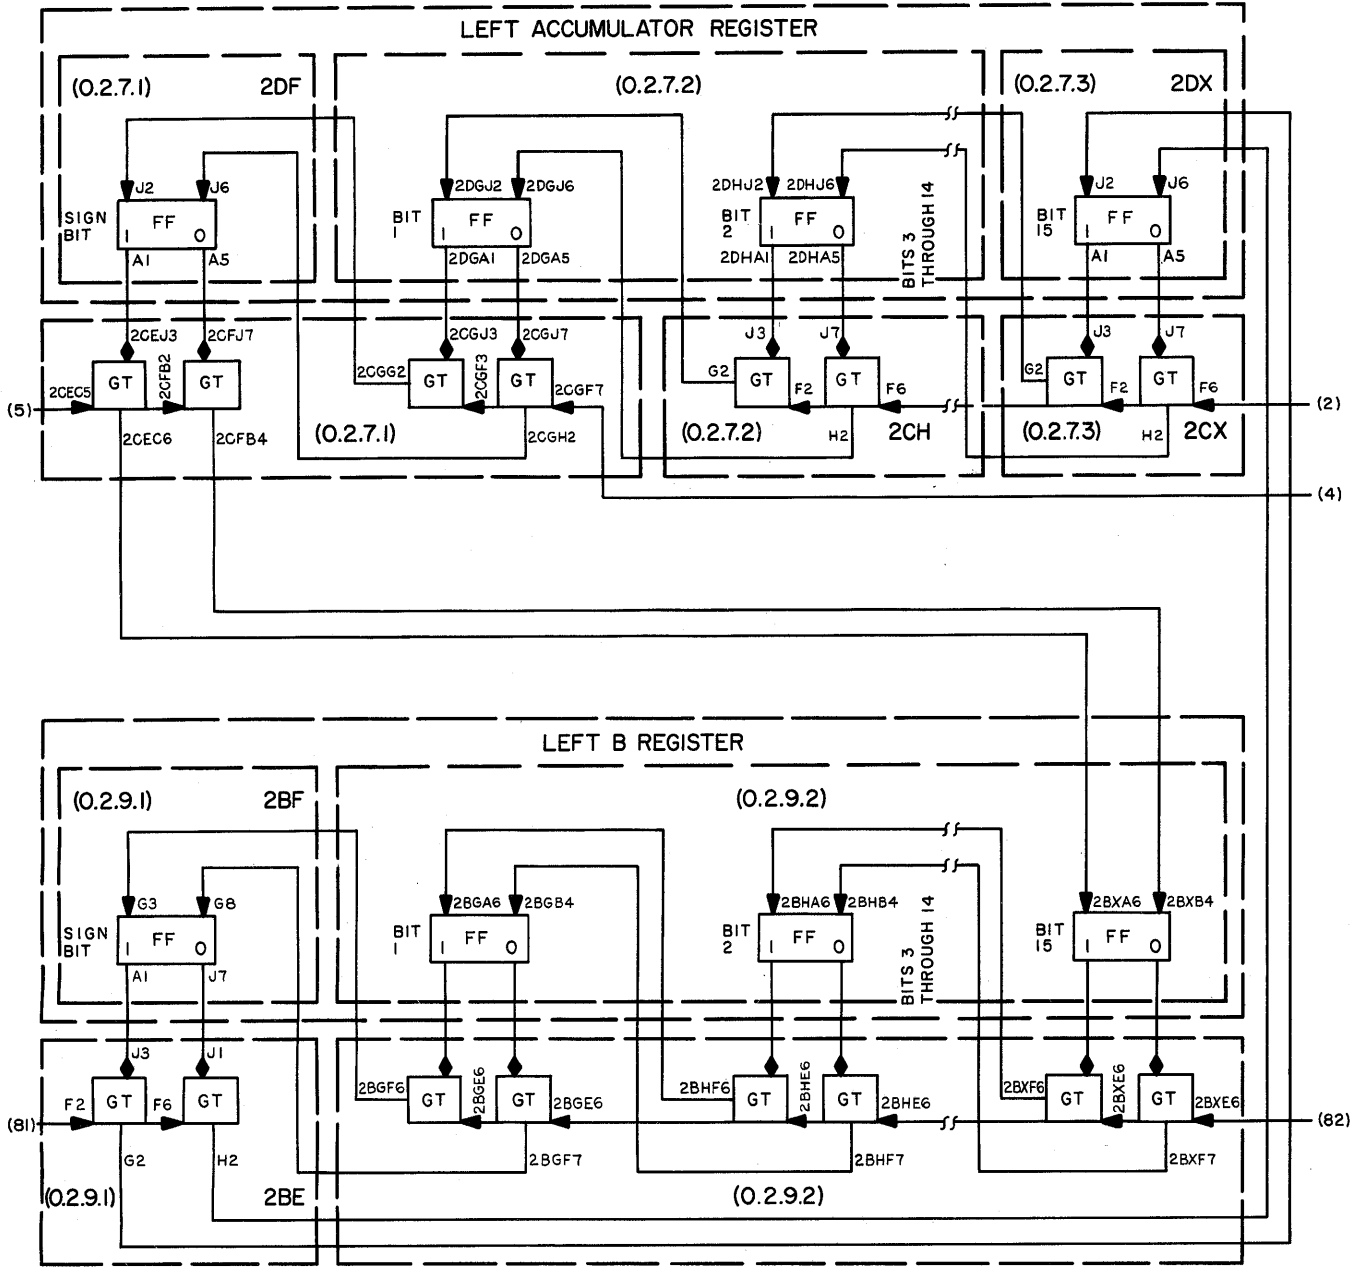 LEFT ACCUMULATOR REGISTER
(0.2.7.1) 2DF
(0.2.7.2)
(0.2.7.3) 2DX
J2 J6
2DGJ2 2DGJ6
2DHJ2 2DHJ6
J2 J6
SIGN BIT
FF
1 0
BIT 1
FF
1 0
BIT 2
FF
1 0
BITS 3 THROUGH 14
BIT 15
FF
1 0
A1 A5
2DGA1 2DGA5
2DHA1 2DHA5
A1 A5
2CEJ3 2CFJ7
2CGJ3 2CGJ7
J3 J7
J3 J7
(5) 2CEC5 GT 2CFB2 GT
2CGG2 GT 2CGF3 GT 2CGF7
G2 GT F2 GT F6
G2 GT F2 GT F6 (2)
2CEC6 2CFB4
(0.2.7.1) 2CGH2
(0.2.7.2) H2 2CH
(0.2.7.3) H2 2CX
(4)
LEFT B REGISTER
(0.2.9.1) 2BF
(0.2.9.2)
G3 G8
2BGA6 2BGB4
2BHA6 2BHB4
2BXA6 2BXB4
SIGN BIT
FF
1 0
BIT 1
FF
1 0
BIT 2
FF
1 0
BITS 3 THROUGH 14
BIT 15
FF
1 0
A1 J7
J3 J1
(81) F2 GT F6 GT
2BGF6 GT 2BGE6 GT 2BGE6
2BHF6 GT 2BHE6 GT 2BHE6
2BXF6 GT 2BXE6 GT 2BXE6 (82)
G2 H2
2BGF7
2BHF7
2BXF7
(0.2.9.1) 2BE
(0.2.9.2)